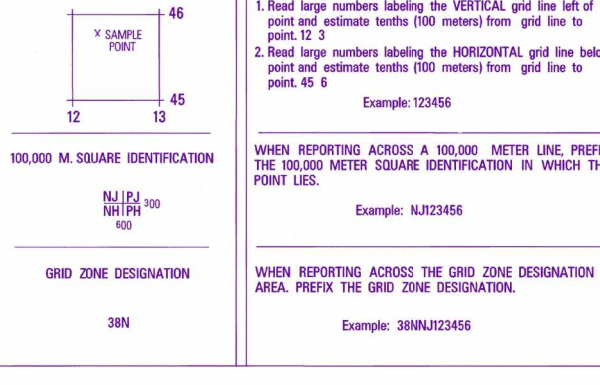 46
X SAMPLE
POINT
45
12 13
1. Read large numbers labeling the VERTICAL grid line left of
point and estimate tenths (100 meters) from grid line to
point. 12 3
2. Read large numbers labeling the HORIZONTAL grid line
point and estimate tenths (100 meters) from grid line to
point. 45 6
Example: 123456
100,000 M. SQUARE IDENTIFICATION
NJ PJ
NH PH
300
600
WHEN REPORTING ACROSS A 100,000 METER LINE,
THE 100,000 METER SQUARE IDENTIFICATION IN WHICH
POINT LIES.
Example: NJ123456
GRID ZONE DESIGNATION
38N
WHEN REPORTING ACROSS THE GRID ZONE DESIGNATION
AREA. PREFIX THE GRID ZONE DESIGNATION.
Example: 38NNJ123456